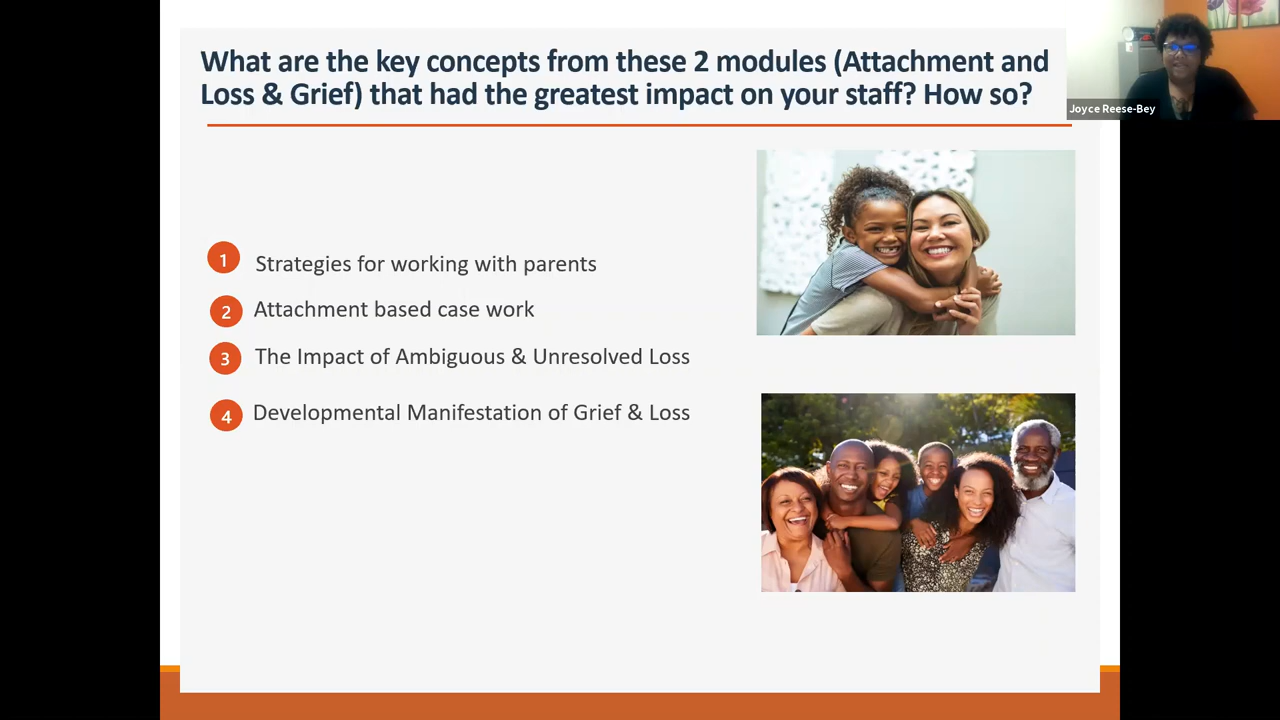 What are the key concepts from these 2 modules (Attachment and
Loss & Grief) that had the greatest impact on your staff? How so?
Joyce Reese-Bey
1 Strategies for working with parents
2 Attachment based case work
3 The Impact of Ambiguous & Unresolved Loss
4 Developmental Manifestation of Grief & Loss